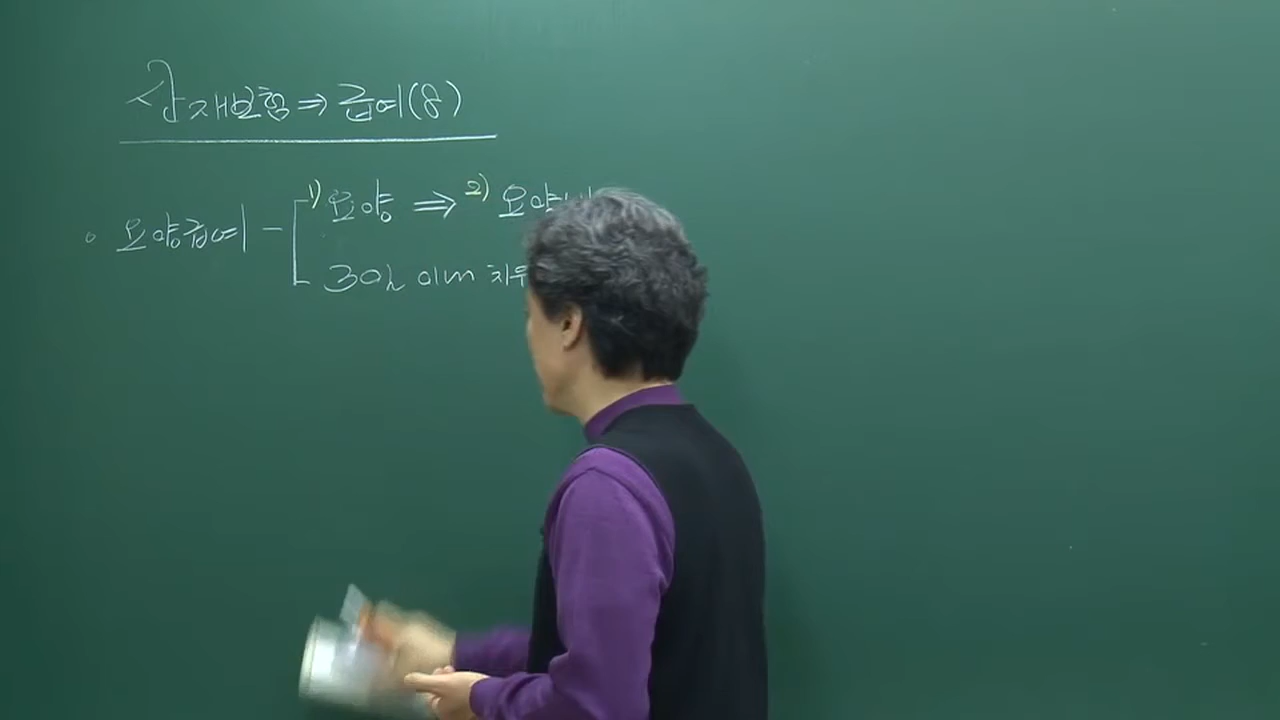 산재보험⇒급여(8)
◦ 요양급여 - 1) 요양 ⇒ 2) 요양
3일 이내 치유